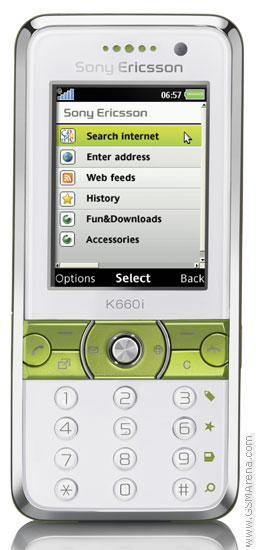 Sony Ericsson
06:57
Sony Ericsson
Search internet
Enter address
Web feeds
History
Fun&Downloads
Accessories
Options Select Back
K660i
C
1 2 3
4 5 6
7 8 9
* 0 #
www.GSMArena.com